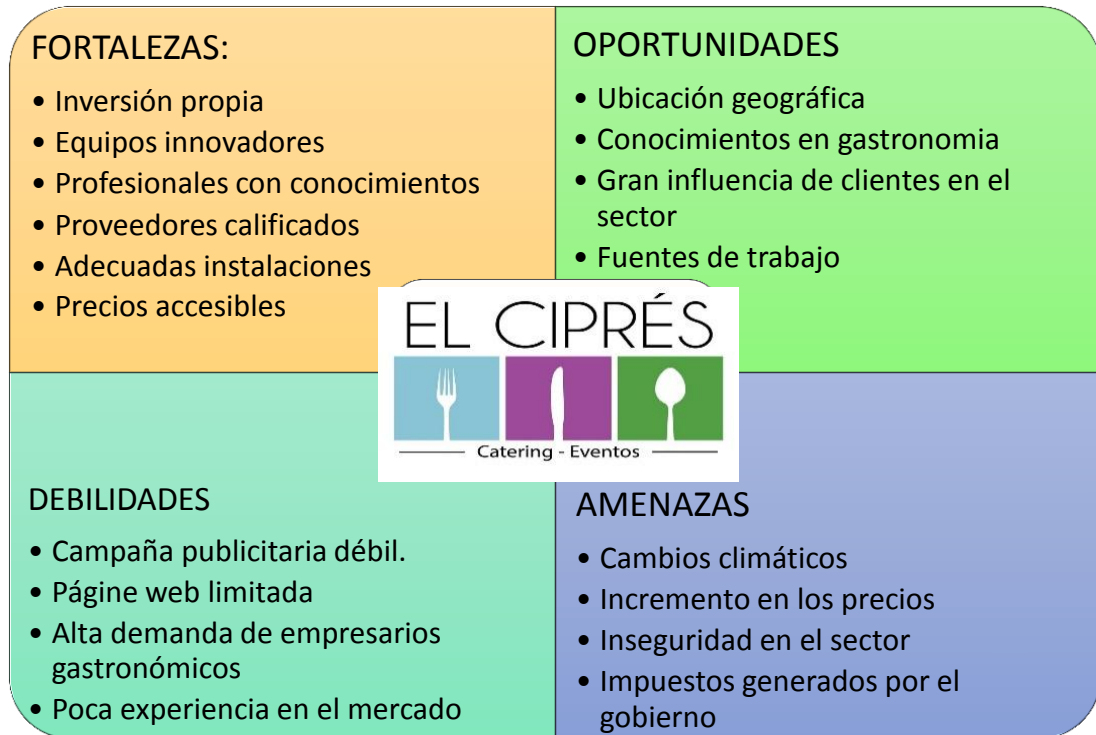 FORTALEZAS:
• Inversión propia
• Equipos innovadores
• Profesionales con conocimientos
• Proveedores calificados
• Adecuadas instalaciones
• Precios accesibles
OPORTUNIDADES
• Ubicación geográfica
• Conocimientos en gastronomia
• Gran influencia de clientes en el
sector
• Fuentes de trabajo
EL CIPRÉS
Catering - Eventos
DEBILIDADES
• Campaña publicitaria débil.
• Págine web limitada
• Alta demanda de empresarios
gastronómicos
• Poca experiencia en el mercado
AMENAZAS
• Cambios climáticos
• Incremento en los precios
• Inseguridad en el sector
• Impuestos generados por el
gobierno